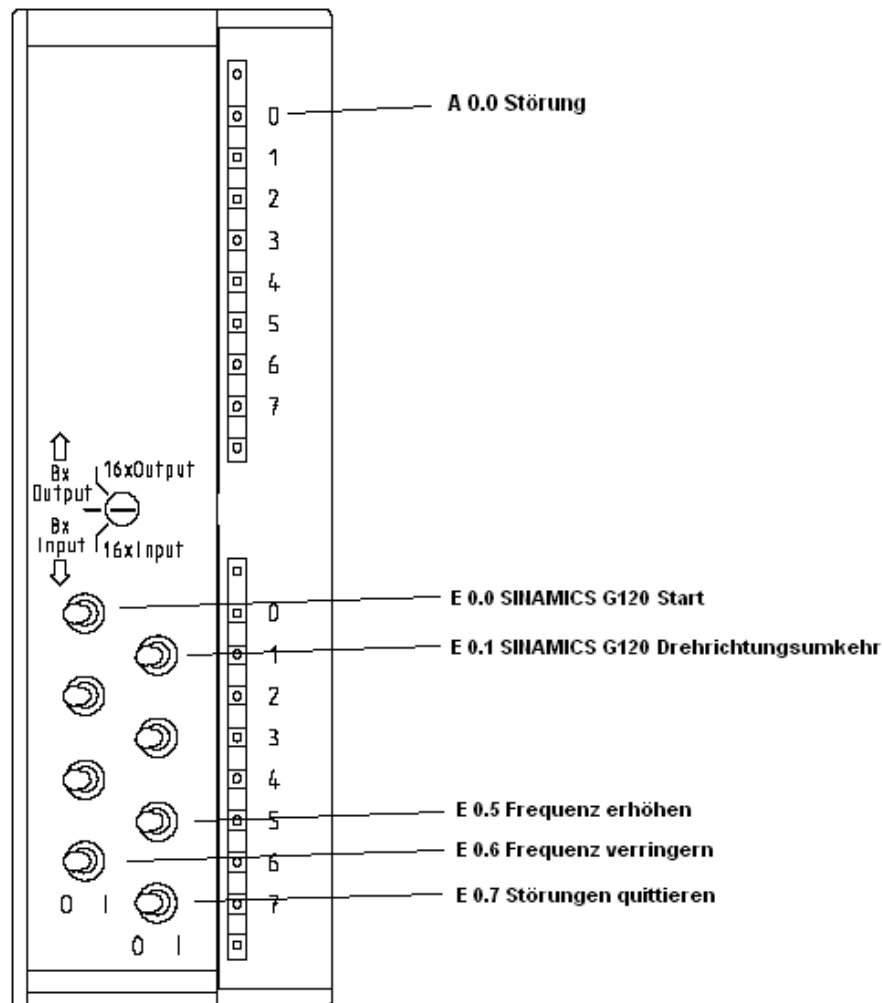 A 0.0 Störung
0
1
2
3
4
5
6
7
8x
Output
16xOutput
8x
Input
16xInput
E 0.0 SINAMICS G120 Start
0
E 0.1 SINAMICS G120 Drehrichtungsumkehr
1
2
3
4
E 0.5 Frequenz erhöhen
5
E 0.6 Frequenz verringern
6
E 0.7 Störungen quittieren
7
0 I
0 I